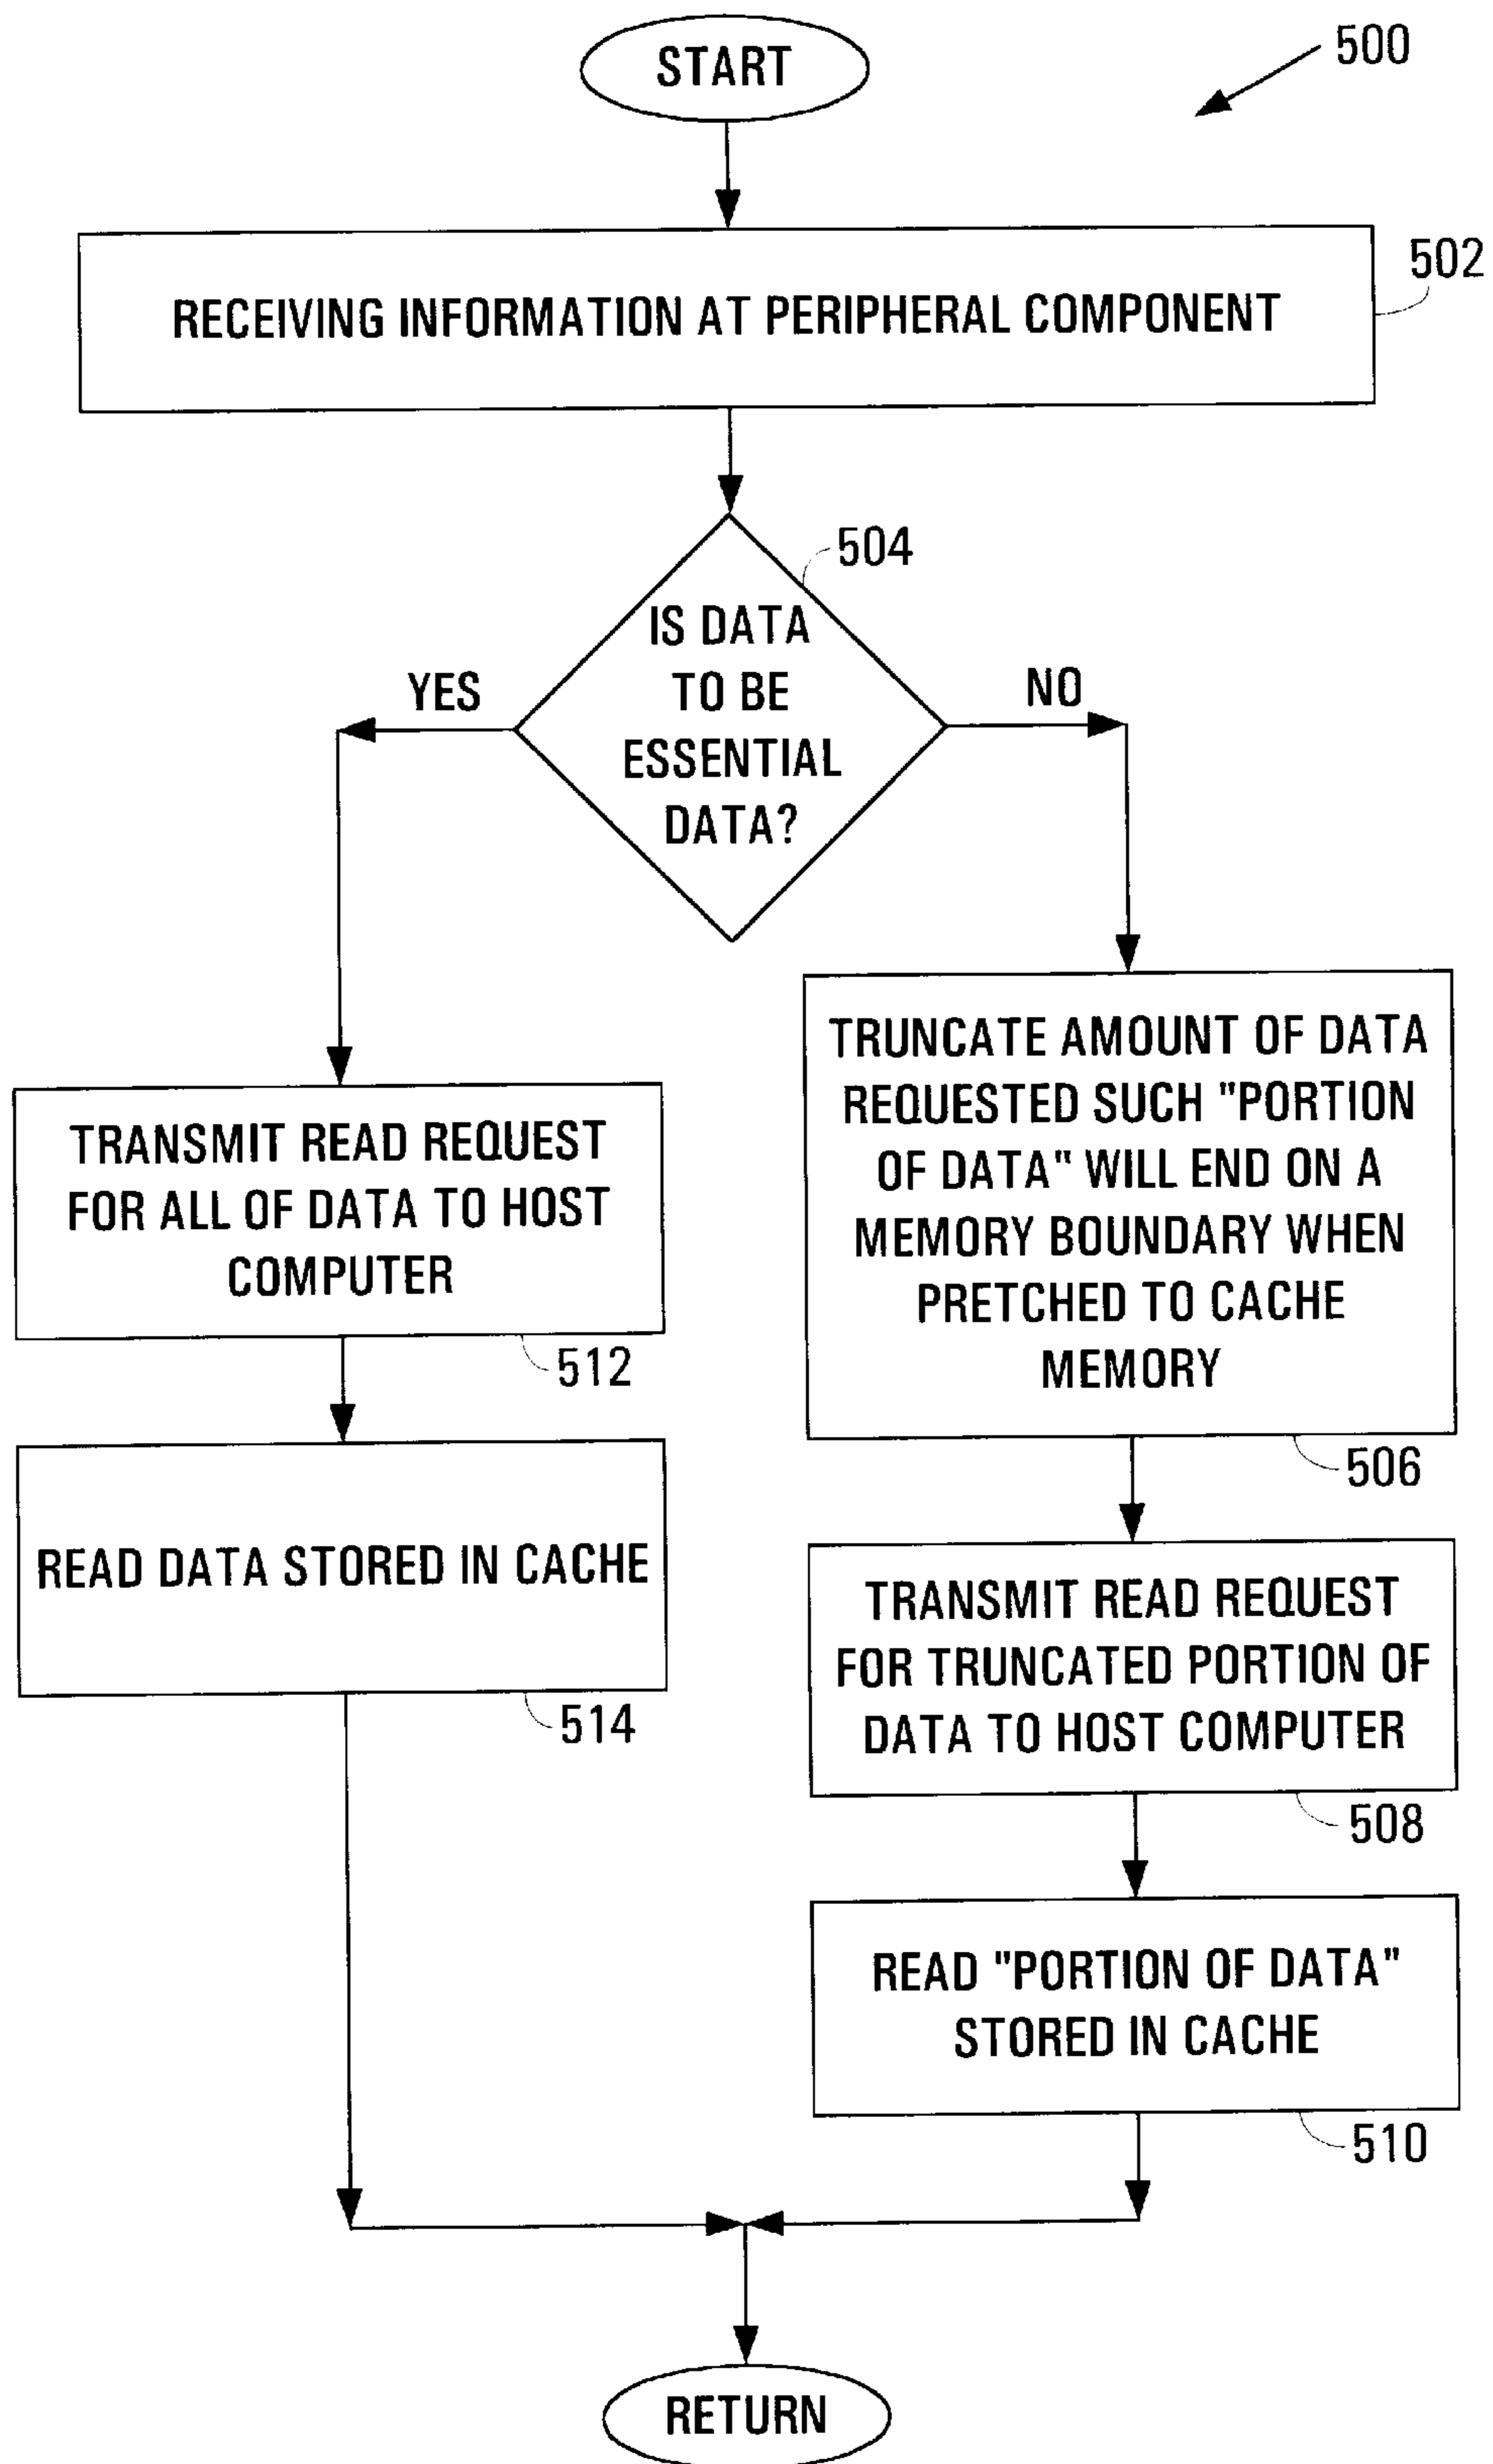 START
500
RECEIVING INFORMATION AT PERIPHERAL COMPONENT
502
504
IS DATA
TO BE
ESSENTIAL
DATA?
YES
NO
TRANSMIT READ REQUEST
FOR ALL OF DATA TO HOST
COMPUTER
512
READ DATA STORED IN CACHE
514
TRUNCATE AMOUNT OF DATA
REQUESTED SUCH "PORTION
OF DATA" WILL END ON A
MEMORY BOUNDARY WHEN
PRETCHED TO CACHE
MEMORY
506
TRANSMIT READ REQUEST
FOR TRUNCATED PORTION OF
DATA TO HOST COMPUTER
508
READ "PORTION OF DATA"
STORED IN CACHE
510
RETURN